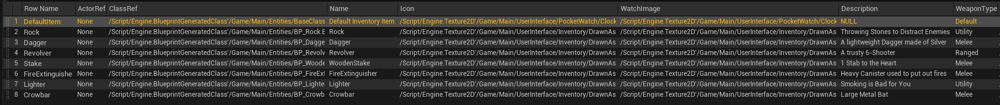 Row Name ActorRef ClassRef Name Icon WatchImage Description WeaponType
1 DefaultItem None /Script/Engine.BlueprintGeneratedClass'/Game/Main/Entities/BaseClass Default Inventory Item /Script/Engine.Texture2D'/Game/Main/UserInterface/PocketWatch/Clock /Script/Engine.Texture2D'/Game/Main/UserInterface/PocketWatch/Clock NULL Default
2 Rock None /Script/Engine.BlueprintGeneratedClass'/Game/Main/Entities/BP_Rock.E Rock /Script/Engine.Texture2D'/Game/Main/UserInterface/Inventory/DrawnAs /Script/Engine.Texture2D'/Game/Main/UserInterface/Inventory/DrawnAs Throwing Stones to Distract Enemies Utility
3 Dagger None /Script/Engine.BlueprintGeneratedClass'/Game/Main/Entities/BP_Dagge Dagger /Script/Engine.Texture2D'/Game/Main/UserInterface/Inventory/DrawnAs /Script/Engine.Texture2D'/Game/Main/UserInterface/Inventory/DrawnAs A lightweight Dagger made of Silver Melee
4 Revolver None /Script/Engine.BlueprintGeneratedClass'/Game/Main/Entities/BP_Revolv Revolver /Script/Engine.Texture2D'/Game/Main/UserInterface/Inventory/DrawnAs /Script/Engine.Texture2D'/Game/Main/UserInterface/Inventory/DrawnAs A trusty 6-Shooter Ranged
5 Stake None /Script/Engine.BlueprintGeneratedClass'/Game/Main/Entities/BP_Woode WoodenStake /Script/Engine.Texture2D'/Game/Main/UserInterface/Inventory/DrawnAs /Script/Engine.Texture2D'/Game/Main/UserInterface/Inventory/DrawnAs 1 Stab to the Heart Melee
6 FireExtinguishe None /Script/Engine.BlueprintGeneratedClass'/Game/Main/Entities/BP_FireExt FireExtinguisher /Script/Engine.Texture2D'/Game/Main/UserInterface/Inventory/DrawnAs /Script/Engine.Texture2D'/Game/Main/UserInterface/Inventory/DrawnAs Heavy Canister used to put out fires Melee
7 Lighter None /Script/Engine.BlueprintGeneratedClass'/Game/Main/Entities/BP_Lighte Lighter /Script/Engine.Texture2D'/Game/Main/UserInterface/Inventory/DrawnAs /Script/Engine.Texture2D'/Game/Main/UserInterface/Inventory/DrawnAs Smoking is Bad for You Utility
8 Crowbar None /Script/Engine.BlueprintGeneratedClass'/Game/Main/Entities/BP_Crowb Crowbar /Script/Engine.Texture2D'/Game/Main/UserInterface/Inventory/DrawnAs /Script/Engine.Texture2D'/Game/Main/UserInterface/Inventory/DrawnAs Large Metal Bat Melee